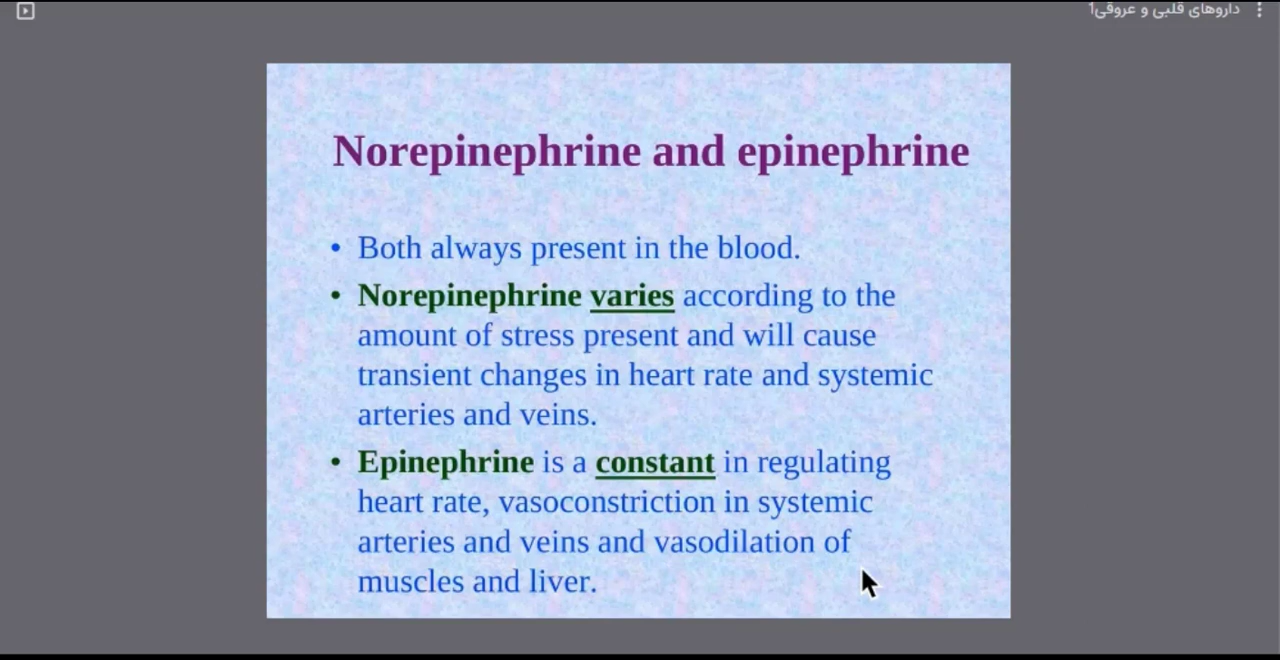 داروهای قلبی و عروقی1
Norepinephrine and epinephrine
• Both always present in the blood.
• Norepinephrine varies according to the
amount of stress present and will cause
transient changes in heart rate and systemic
arteries and veins.
• Epinephrine is a constant in regulating
heart rate, vasoconstriction in systemic
arteries and veins and vasodilation of
muscles and liver.